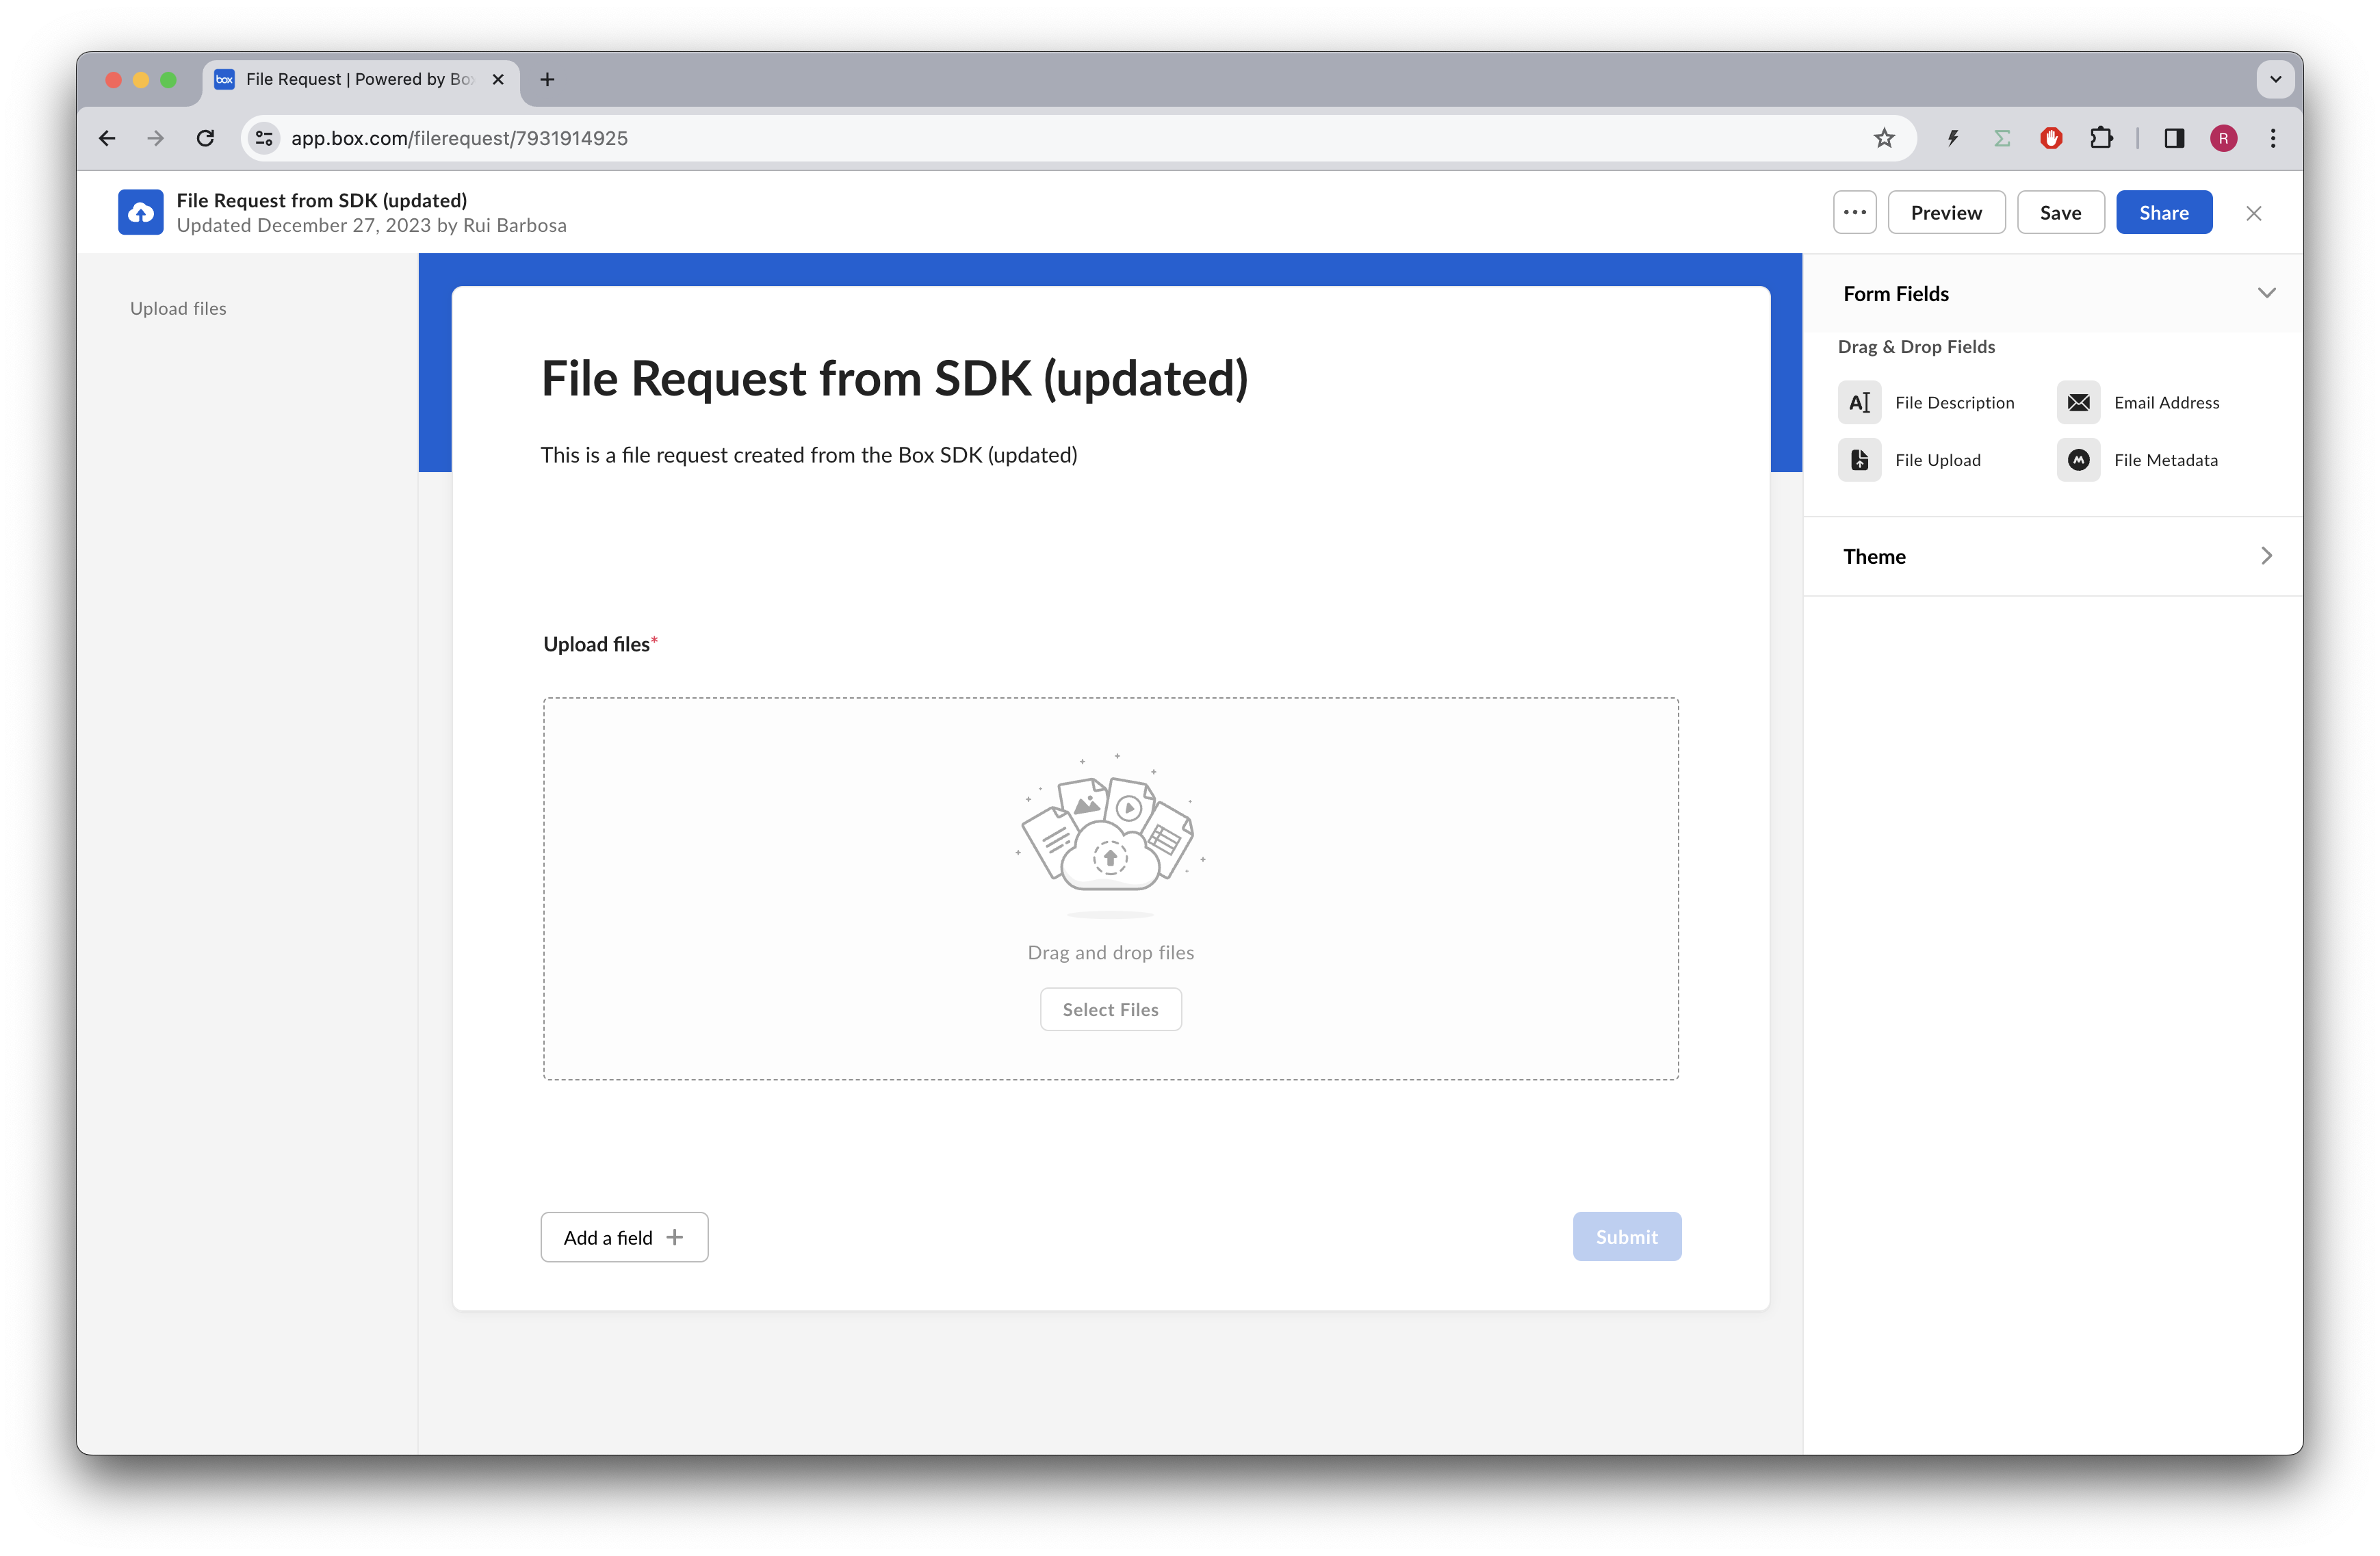 box File Request | Powered by Bo
app.box.com/filerequest/7931914925
R
File Request from SDK (updated)
Updated December 27, 2023 by Rui Barbosa
Preview
Save
Share
Upload files
File Request from SDK (updated)
This is a file request created from the Box SDK (updated)
Upload files*
Drag and drop files
Select Files
Add a field +
Submit
Form Fields
Drag & Drop Fields
File Description
Email Address
File Upload
File Metadata
Theme